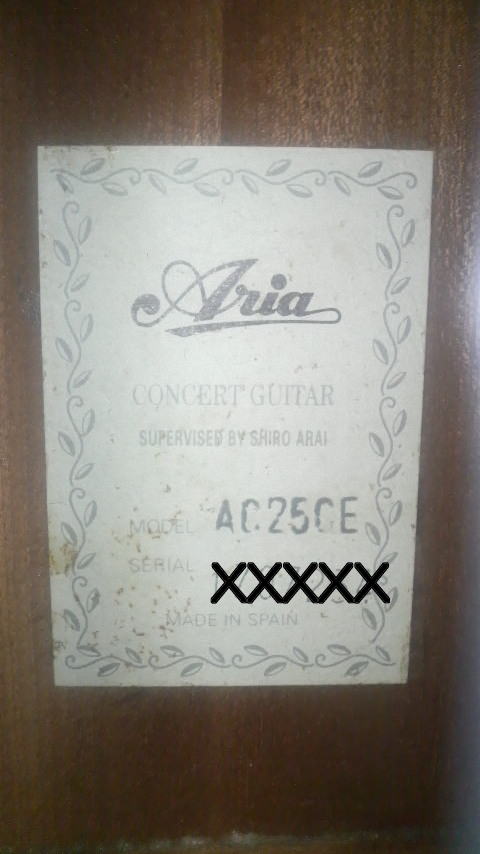 Aria
CONCERT GUITAR
SUPERVISED BY SHIRO ARAI
MODEL AC25CE
SERIAL XXXXX
MADE IN SPAIN